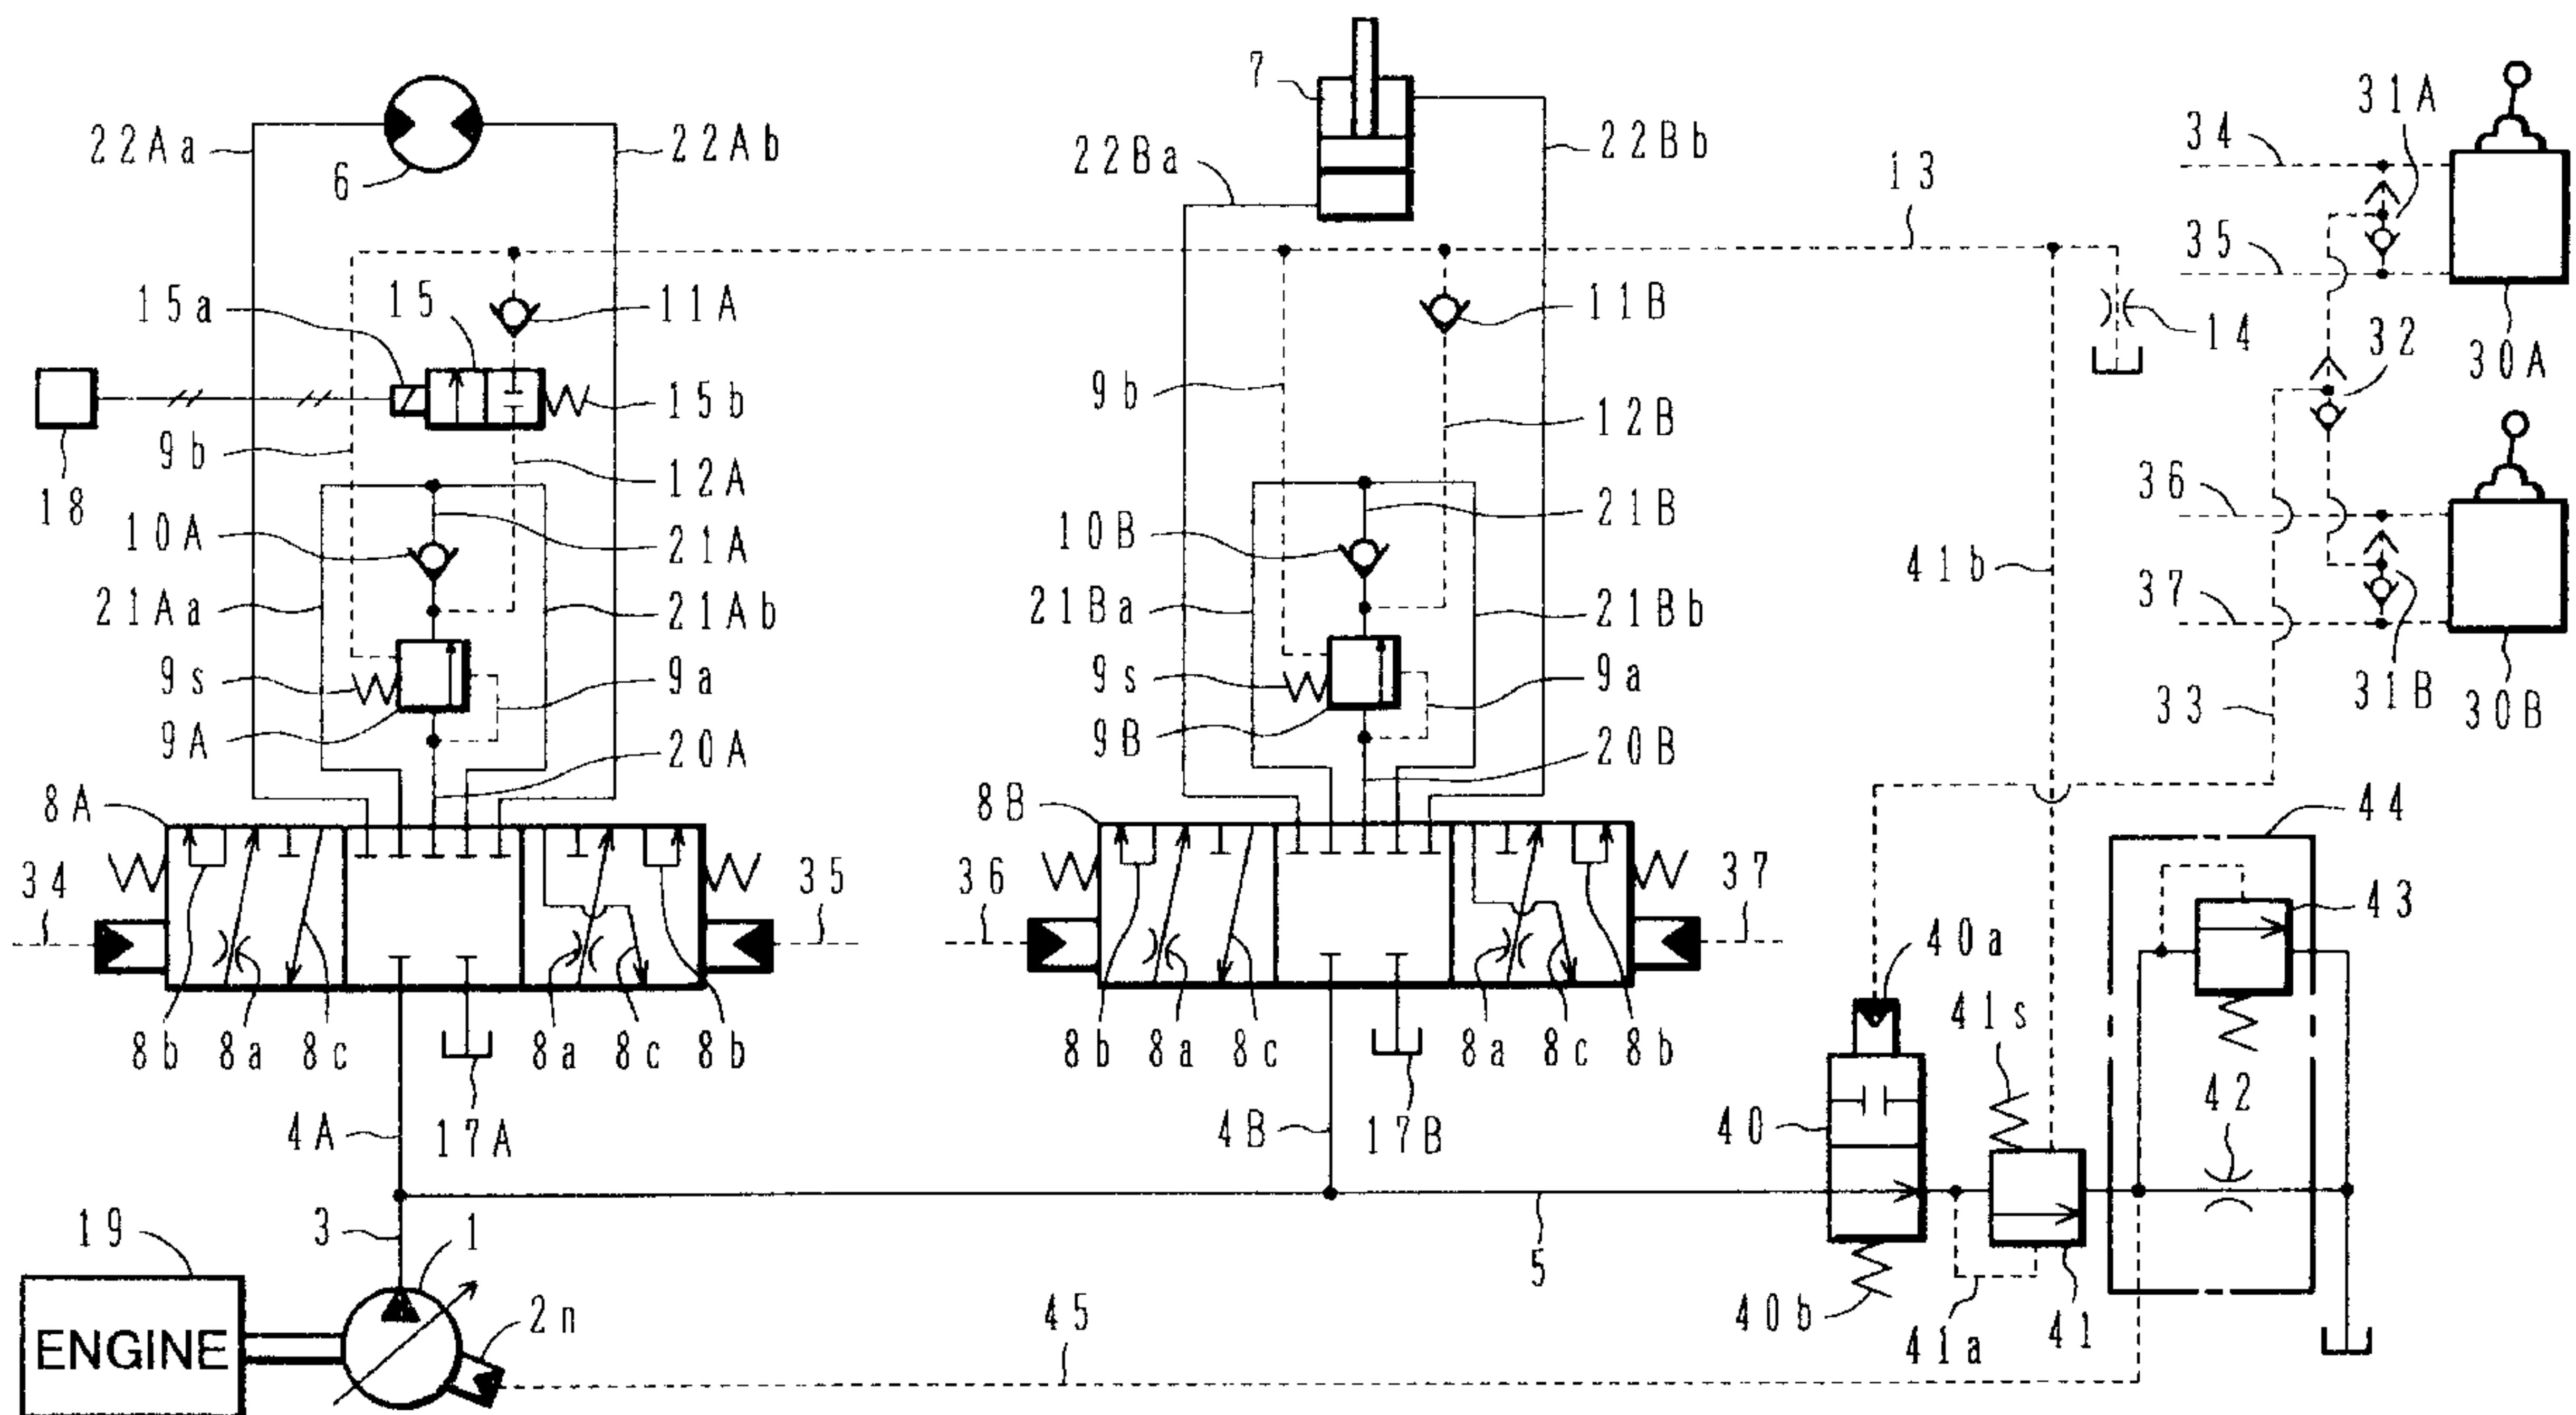 7
31A
22Aa
22Ab
22Ba
22Bb
34
6
13
35
15a
15
11A
11B
14
32
30A
9b
15b
9b
12B
18
12A
36
10A
21A
10B
21B
41b
37
21Aa
21Ab
21Ba
21Bb
9s
9a
9s
9a
33
31B
30B
9A
20A
9B
20B
8A
8B
44
34
35
36
37
43
40a
41s
8b
8a
8c
8a
8c
8b
8b
8a
8c
8a
8c
8b
42
4A
17A
4B
17B
40
19
3
1
5
2n
45
40b
41a
41
ENGINE